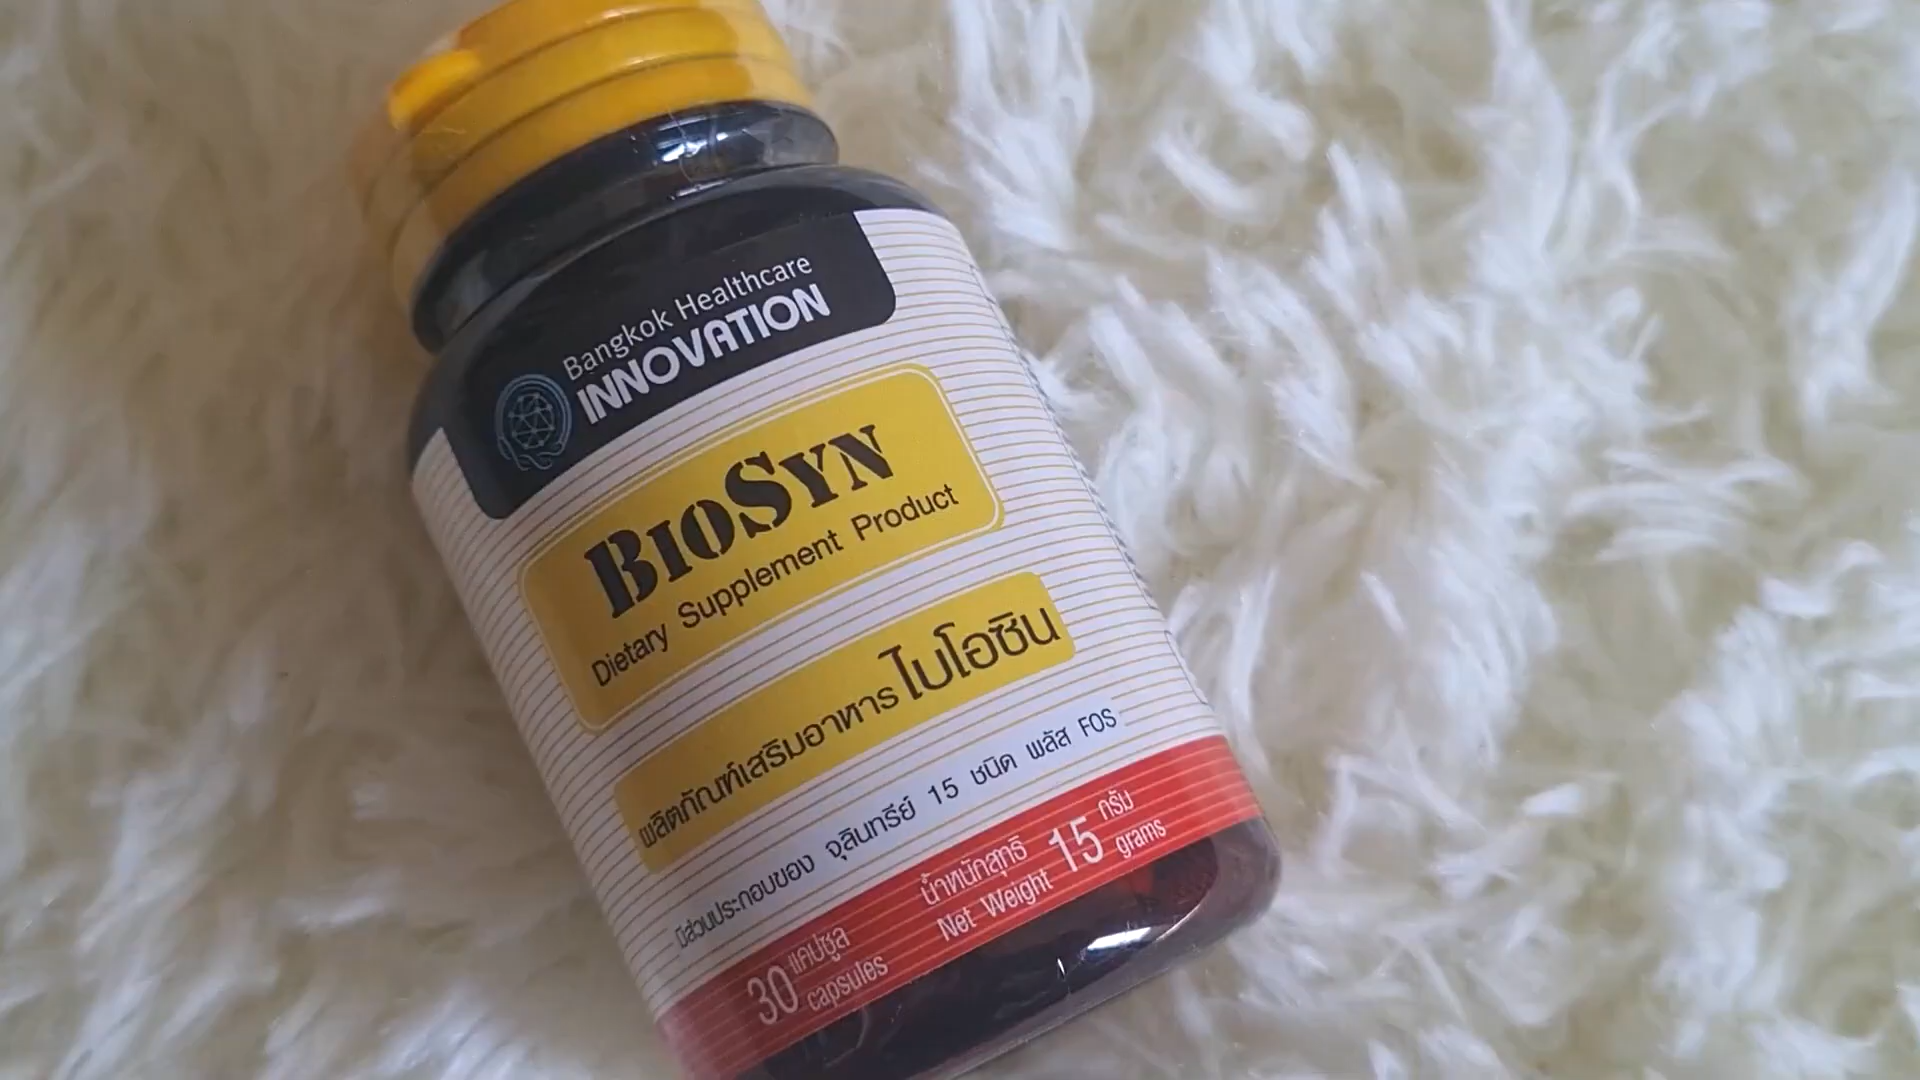 Bangkok Healthcare
INNOVATION
BIOSYN
Dietary Supplement Product
ผลิตภัณฑ์เสริมอาหาร ไบโอซิน
มีส่วนประกอบของ จุลินทรีย์ 15 ชนิด พลัส FOS
30 แคปซูล capsules
น้ำหนักสุทธิ Net Weight 15 กรัม grams